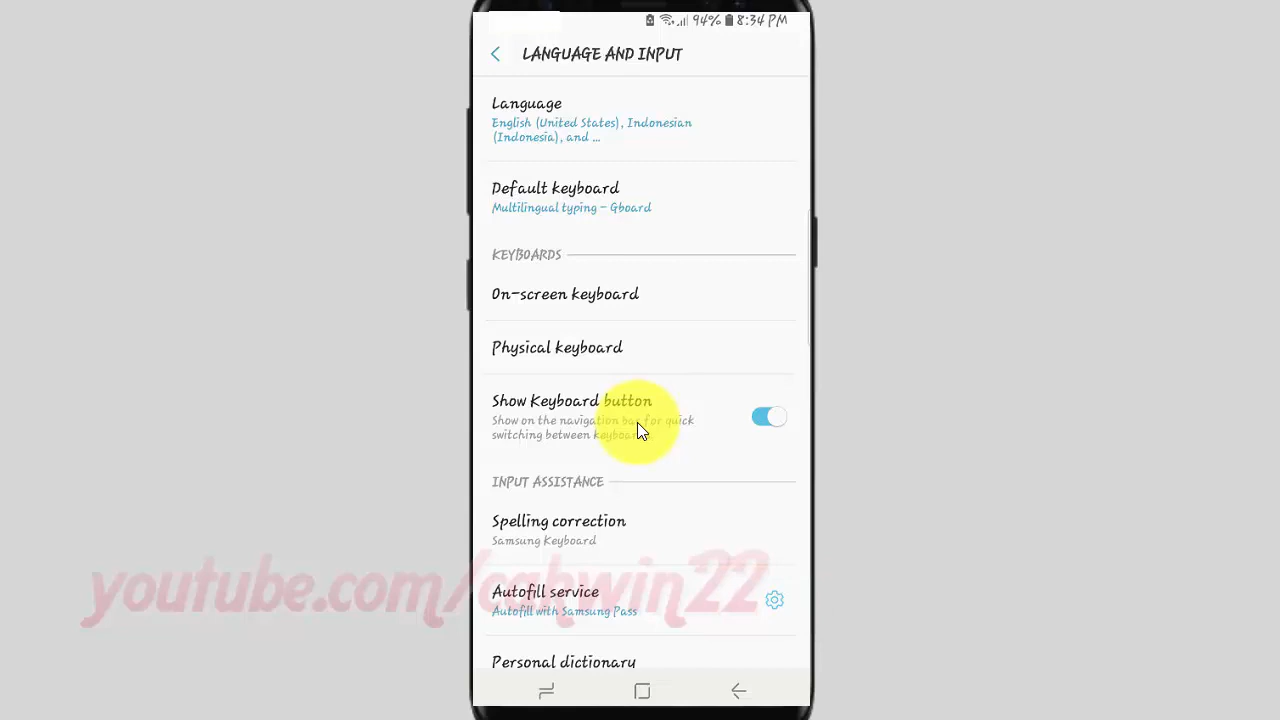 94% 8:34 PM
LANGUAGE AND INPUT
Language
English (United States), Indonesian
(Indonesia), and ...
Default keyboard
Multilingual typing - Gboard
KEYBOARDS
On-screen keyboard
Physical keyboard
Show Keyboard button
Show on the navigation bar for quick
switching between keyboards.
INPUT ASSISTANCE
Spelling correction
Samsung Keyboard
youtube.com/cakwin22
Autofill service
Autofill with Samsung Pass
Personal dictionary